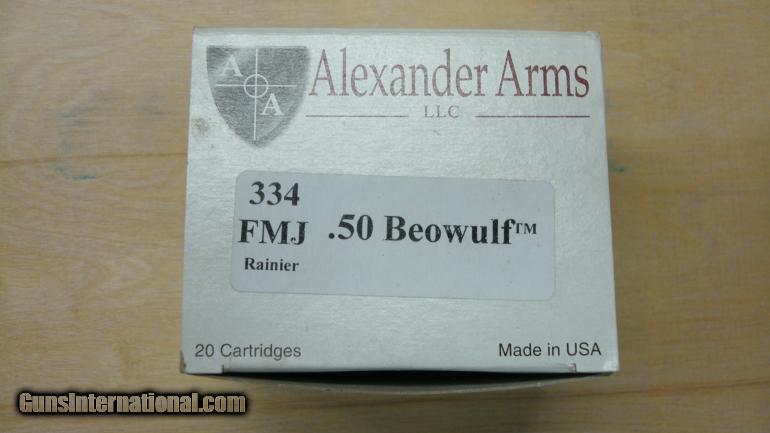 A A
A
Alexander Arms
LLC
334
FMJ .50 Beowulf™
Rainier
20 Cartridges Made in USA
GunsInternational.com